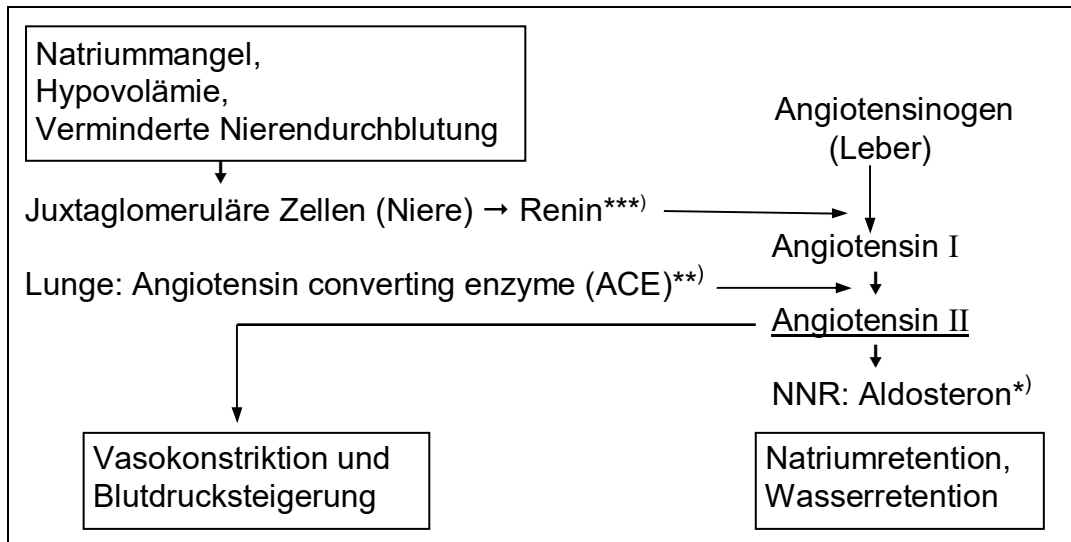 Natriummangel,
Hypovolämie,
Verminderte Nierendurchblutung
Angiotensinogen
(Leber)
Juxtaglomeruläre Zellen (Niere) → Renin***)
Angiotensin I
Lunge: Angiotensin converting enzyme (ACE)**)
Angiotensin II
NNR: Aldosteron*)
Vasokonstriktion und
Blutdrucksteigerung
Natriumretention,
Wasserretention